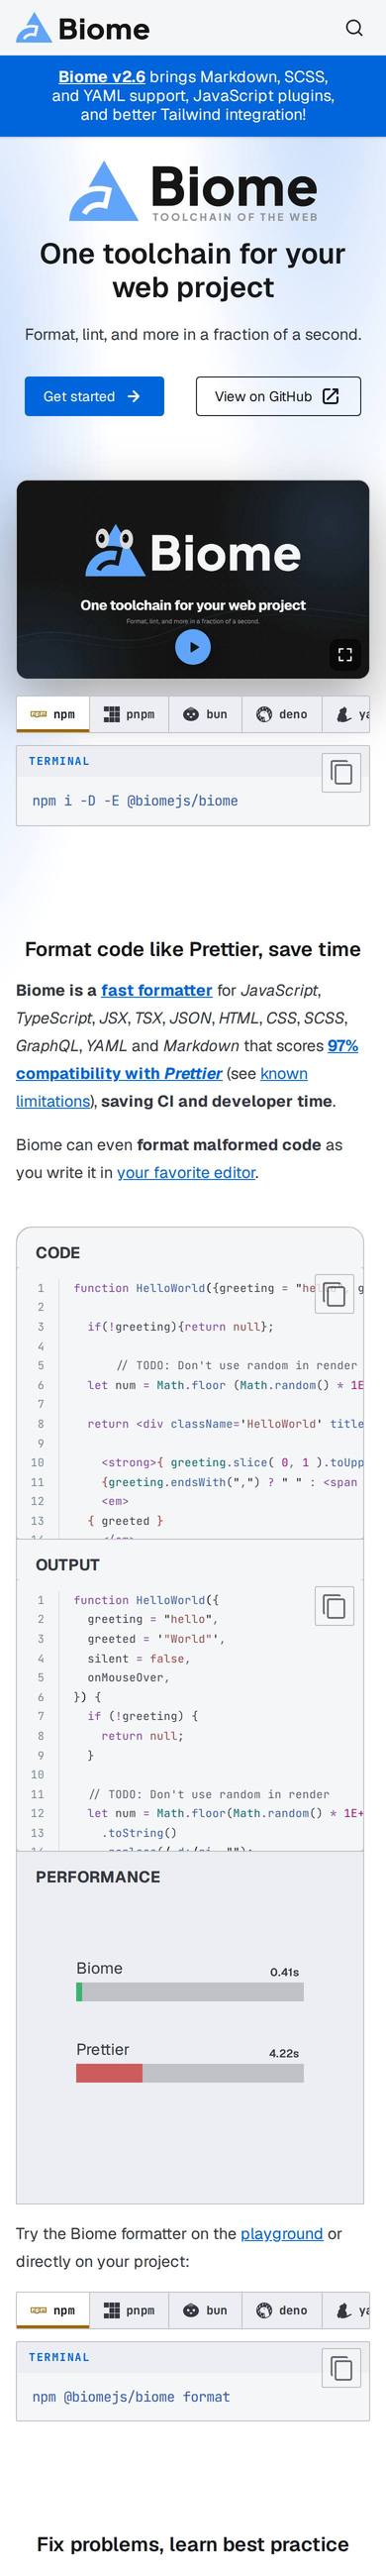 Biome
Biome v2.6 brings Markdown, SCSS,
and YAML support, JavaScript plugins,
and better Tailwind integration!
Biome
TOOLCHAIN OF THE WEB
One toolchain for your
web project
Format, lint, and more in a fraction of a second.
Get started
View on GitHub
Biome
One toolchain for your web project
Format, lint, and more in a fraction of a second.
npm pnpm bun deno
TERMINAL
npm i -D -E @biomejs/biome
Format code like Prettier, save time
Biome is a fast formatter for JavaScript,
TypeScript, JSX, TSX, JSON, HTML, CSS, SCSS,
GraphQL, YAML and Markdown that scores 97%
compatibility with Prettier (see known
limitations), saving CI and developer time.
Biome can even format malformed code as
you write it in your favorite editor.
CODE
1 function HelloWorld({greeting = "he
2
3 if(!greeting){return null};
4
5 // TODO: Don't use random in render
6 let num = Math.floor (Math.random() * 1E
7
8 return <div className='HelloWorld' title
9
10 <strong>{ greeting.slice( 0, 1 ).toUpp
11 {greeting.endsWith(",") ? " " : <span
12 <em>
13 { greeted }
OUTPUT
1 function HelloWorld({
2 greeting = "hello",
3 greeted = '"World"',
4 silent = false,
5 onMouseOver,
6 }) {
7 if (!greeting) {
8 return null;
9 }
10
11 // TODO: Don't use random in render
12 let num = Math.floor(Math.random() * 1E+
13 .toString()
PERFORMANCE
Biome 0.41s
Prettier 4.22s
Try the Biome formatter on the playground or
directly on your project:
npm pnpm bun deno
TERMINAL
npm @biomejs/biome format
Fix problems, learn best practice